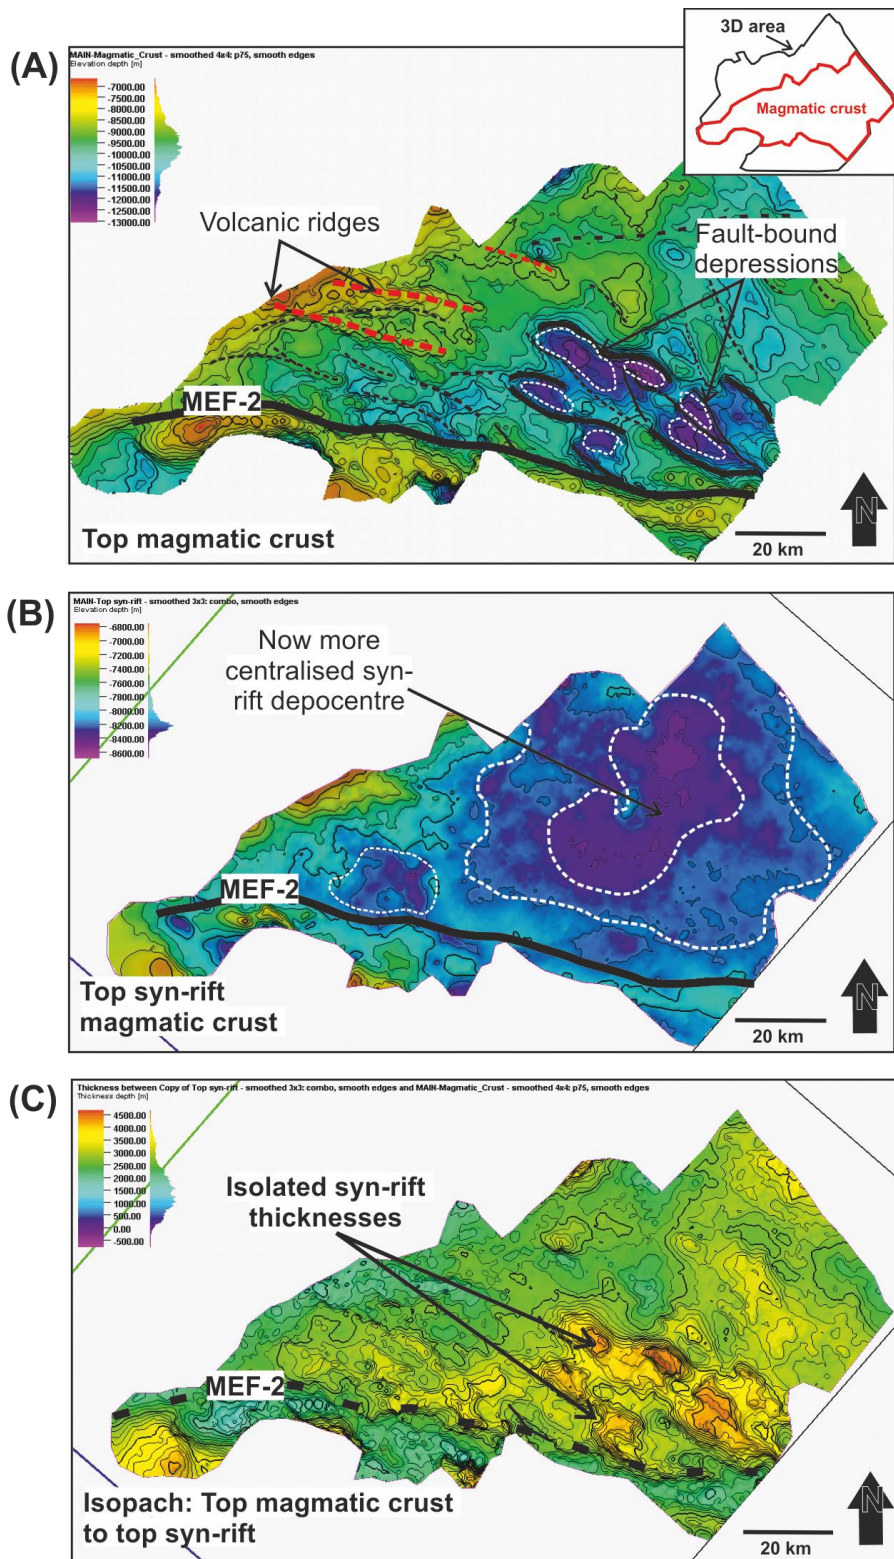 (A)
MAIN-Magmatic_Crust - smoothed 4x4: p75, smooth edges
Elevation depth [m]
-7000.00
-7500.00
-8000.00
-8500.00
-9000.00
-9500.00
-10000.00
-10500.00
-11000.00
-11500.00
-12000.00
-12500.00
-13000.00
3D area
Magmatic crust
Volcanic ridges
Fault-bound
depressions
MEF-2
Top magmatic crust
20 km
N
(B)
MAIN-Top syn-rift - smoothed 3x3: combo, smooth edges
Elevation depth [m]
-6800.00
-7000.00
-7200.00
-7400.00
-7600.00
-7800.00
-8000.00
-8200.00
-8400.00
-8600.00
Now more
centralised syn-
rift depocentre
MEF-2
Top syn-rift
magmatic crust
20 km
N
(C)
Thickness between Copy of Top syn-rift - smoothed 3x3: combo, smooth edges and MAIN-Magmatic_Crust - smoothed 4x4: p75, smooth edges
Thickness depth [m]
4500.00
4000.00
3500.00
3000.00
2500.00
2000.00
1500.00
1000.00
500.00
0.00
-500.00
Isolated syn-rift
thicknesses
MEF-2
Isopach: Top magmatic crust
to top syn-rift
20 km
N